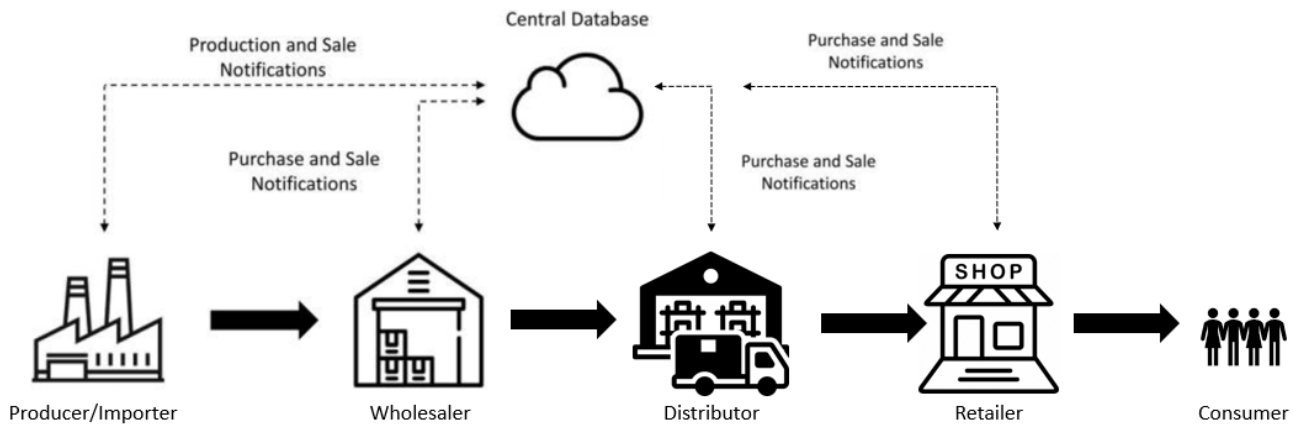 Central Database
Production and Sale
Notifications
Purchase and Sale
Notifications
Purchase and Sale
Notifications
Purchase and Sale
Notifications
SHOP
Producer/Importer
Wholesaler
Distributor
Retailer
Consumer